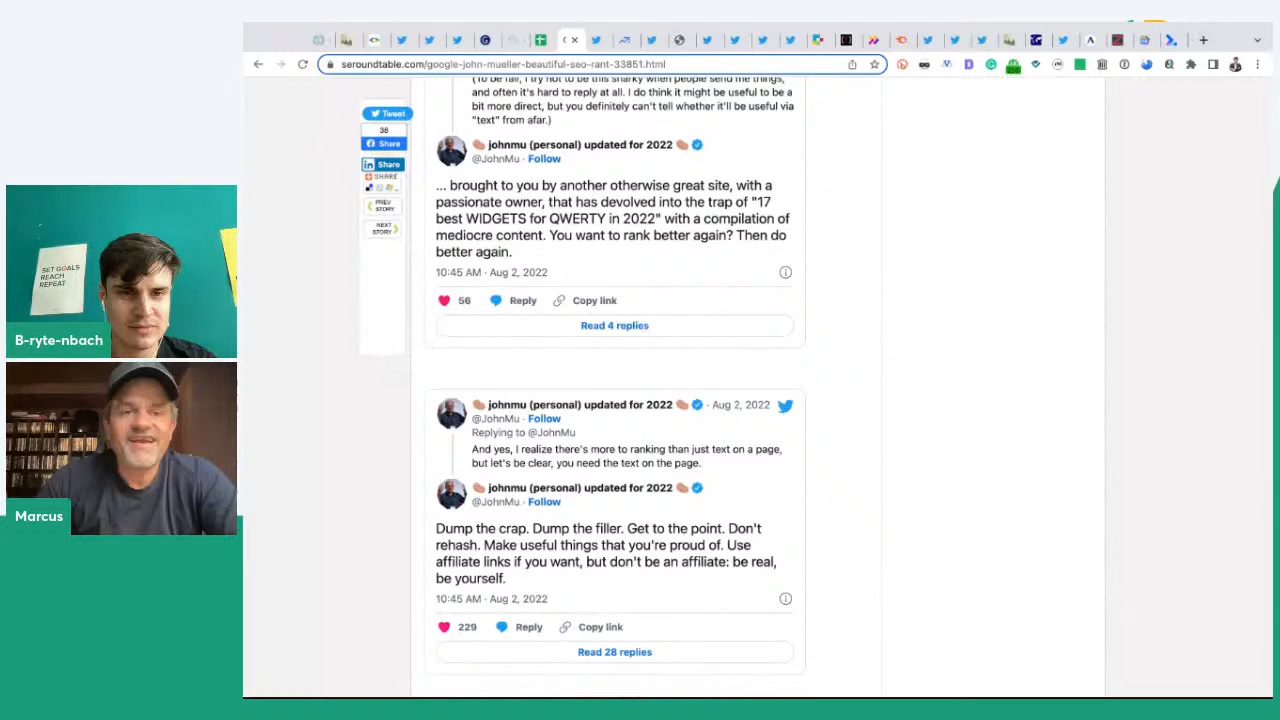 seroundtable.com/google-john-mueller-beautiful-seo-rant-33851.html
(To be fair, I try not to be this snarky when people send me things,
and often it's hard to reply at all. I do think it might be useful to be a
bit more direct, but you definitely can't tell whether it'll be useful via
"text" from afar.)
Tweet
38
Share
Share
SHARE
PREV
STORY
NEXT
STORY
johnmu (personal) updated for 2022
@JohnMu · Follow
... brought to you by another otherwise great site, with a
passionate owner, that has devolved into the trap of "17
best WIDGETS for QWERTY in 2022" with a compilation of
mediocre content. You want to rank better again? Then do
better again.
10:45 AM · Aug 2, 2022
56 Reply Copy link
Read 4 replies
johnmu (personal) updated for 2022 · Aug 2, 2022
@JohnMu · Follow
Replying to @JohnMu
And yes, I realize there's more to ranking than just text on a page,
but let's be clear, you need the text on the page.
johnmu (personal) updated for 2022
@JohnMu · Follow
Dump the crap. Dump the filler. Get to the point. Don't
rehash. Make useful things that you're proud of. Use
affiliate links if you want, but don't be an affiliate: be real,
be yourself.
10:45 AM · Aug 2, 2022
229 Reply Copy link
Read 28 replies
SET GOALS
REACH
REPEAT
B-ryte-nbach
Marcus